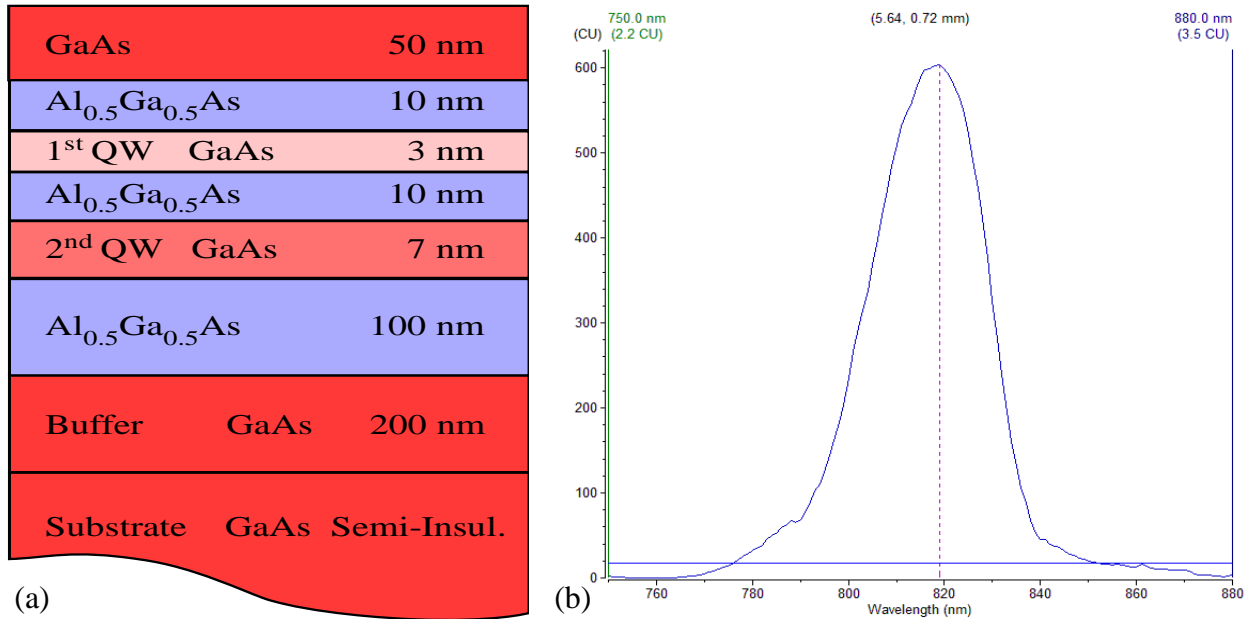 GaAs 50 nm
Al0.5Ga0.5As 10 nm
1st QW GaAs 3 nm
Al0.5Ga0.5As 10 nm
2nd QW GaAs 7 nm
Al0.5Ga0.5As 100 nm
Buffer GaAs 200 nm
Substrate GaAs Semi-Insul.
(a)
750.0 nm (5.64, 0.72 mm) 880.0 nm
(CU) (2.2 CU) (3.5 CU)
600
500
400
300
200
100
0
760 780 800 820 840 860 880
Wavelength (nm)
(b)